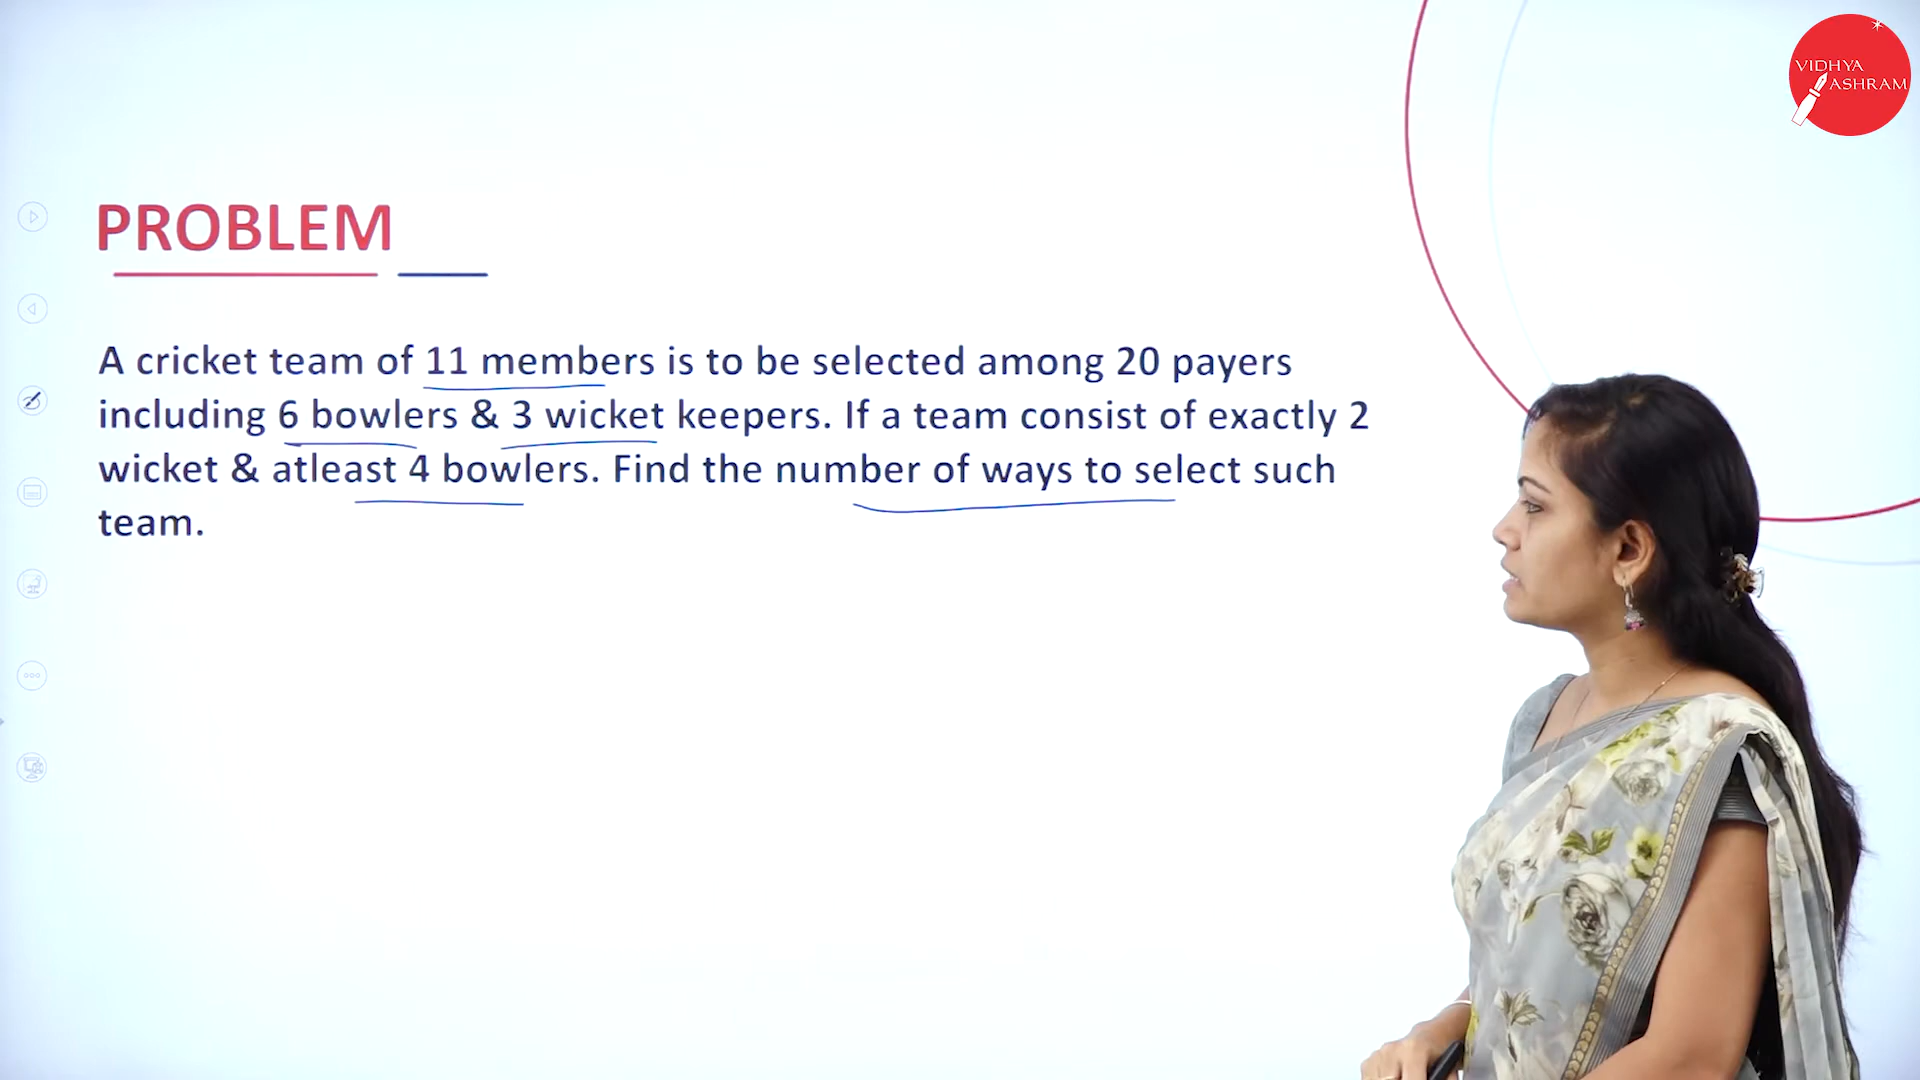 VIDHYA
ASHRAM
PROBLEM
A cricket team of 11 members is to be selected among 20 payers
including 6 bowlers & 3 wicket keepers. If a team consist of exactly 2
wicket & atleast 4 bowlers. Find the number of ways to select such
team.